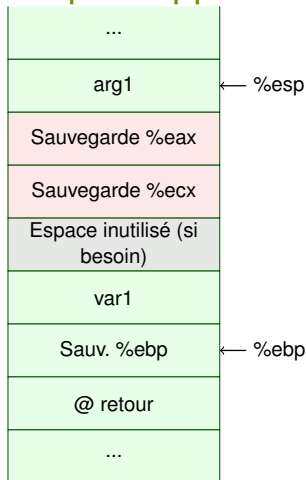 ...
arg1
%esp
Sauvegarde %eax
Sauvegarde %ecx
Espace inutilisé (si
besoin)
var1
Sauv. %ebp
%ebp
@ retour
...